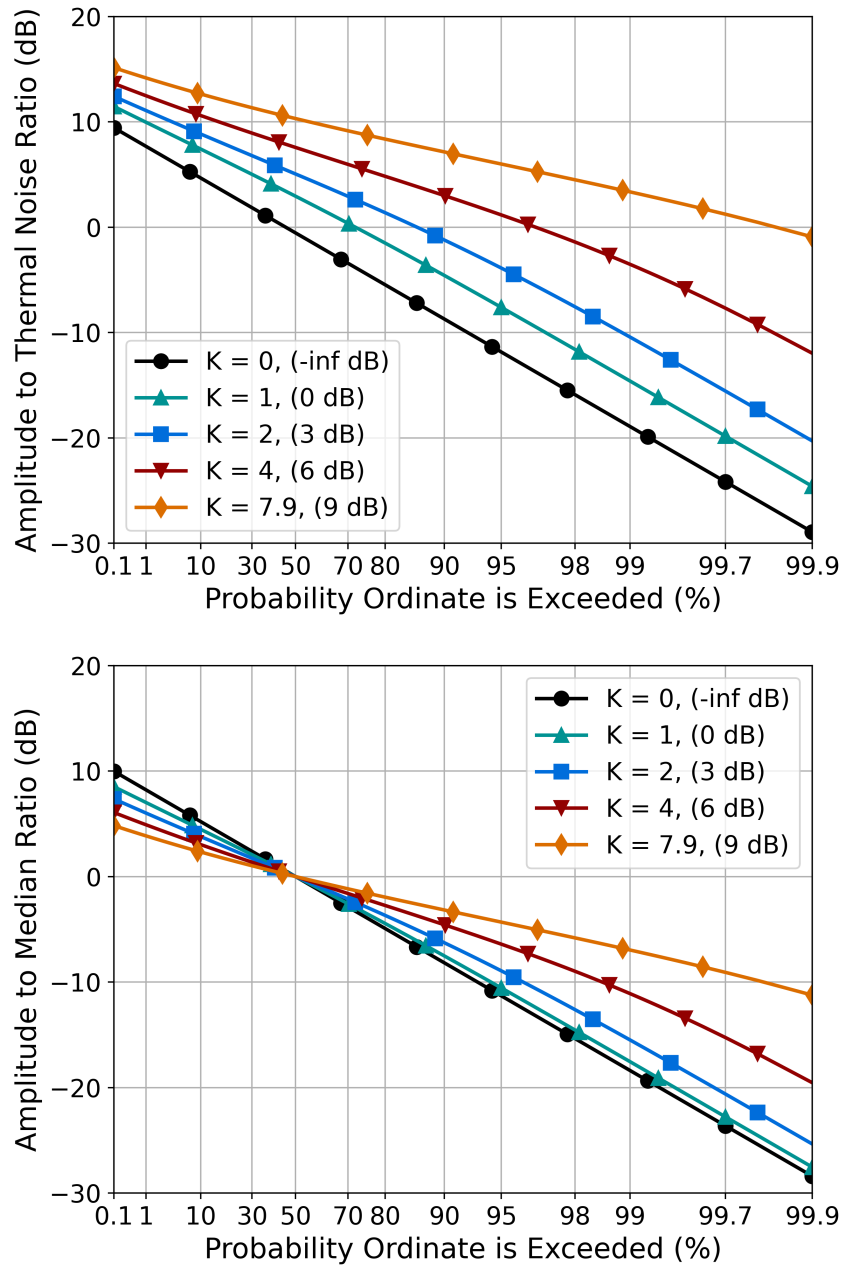 Amplitude to Thermal Noise Ratio (dB)
20
10
0
−10
−20
−30
K = 0, (-inf dB)
K = 1, (0 dB)
K = 2, (3 dB)
K = 4, (6 dB)
K = 7.9, (9 dB)
0.1 1 10 30 50 70 80 90 95 98 99 99.7 99.9
Probability Ordinate is Exceeded (%)
Amplitude to Median Ratio (dB)
20
10
0
−10
−20
−30
K = 0, (-inf dB)
K = 1, (0 dB)
K = 2, (3 dB)
K = 4, (6 dB)
K = 7.9, (9 dB)
0.1 1 10 30 50 70 80 90 95 98 99 99.7 99.9
Probability Ordinate is Exceeded (%)